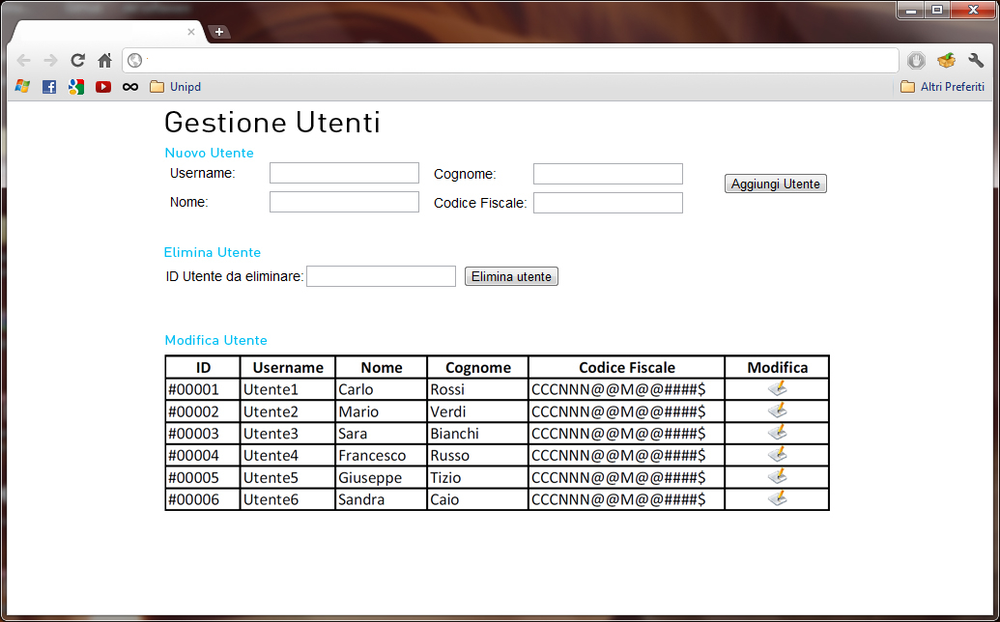 Unipd
Altri Preferiti
Gestione Utenti
Nuovo Utente
Username:
Cognome:
Aggiungi Utente
Nome:
Codice Fiscale:
Elimina Utente
ID Utente da eliminare:
Elimina utente
Modifica Utente
ID Username Nome Cognome Codice Fiscale Modifica
#00001 Utente1 Carlo Rossi CCCNNN@@M@@####$
#00002 Utente2 Mario Verdi CCCNNN@@M@@####$
#00003 Utente3 Sara Bianchi CCCNNN@@M@@####$
#00004 Utente4 Francesco Russo CCCNNN@@M@@####$
#00005 Utente5 Giuseppe Tizio CCCNNN@@M@@####$
#00006 Utente6 Sandra Caio CCCNNN@@M@@####$